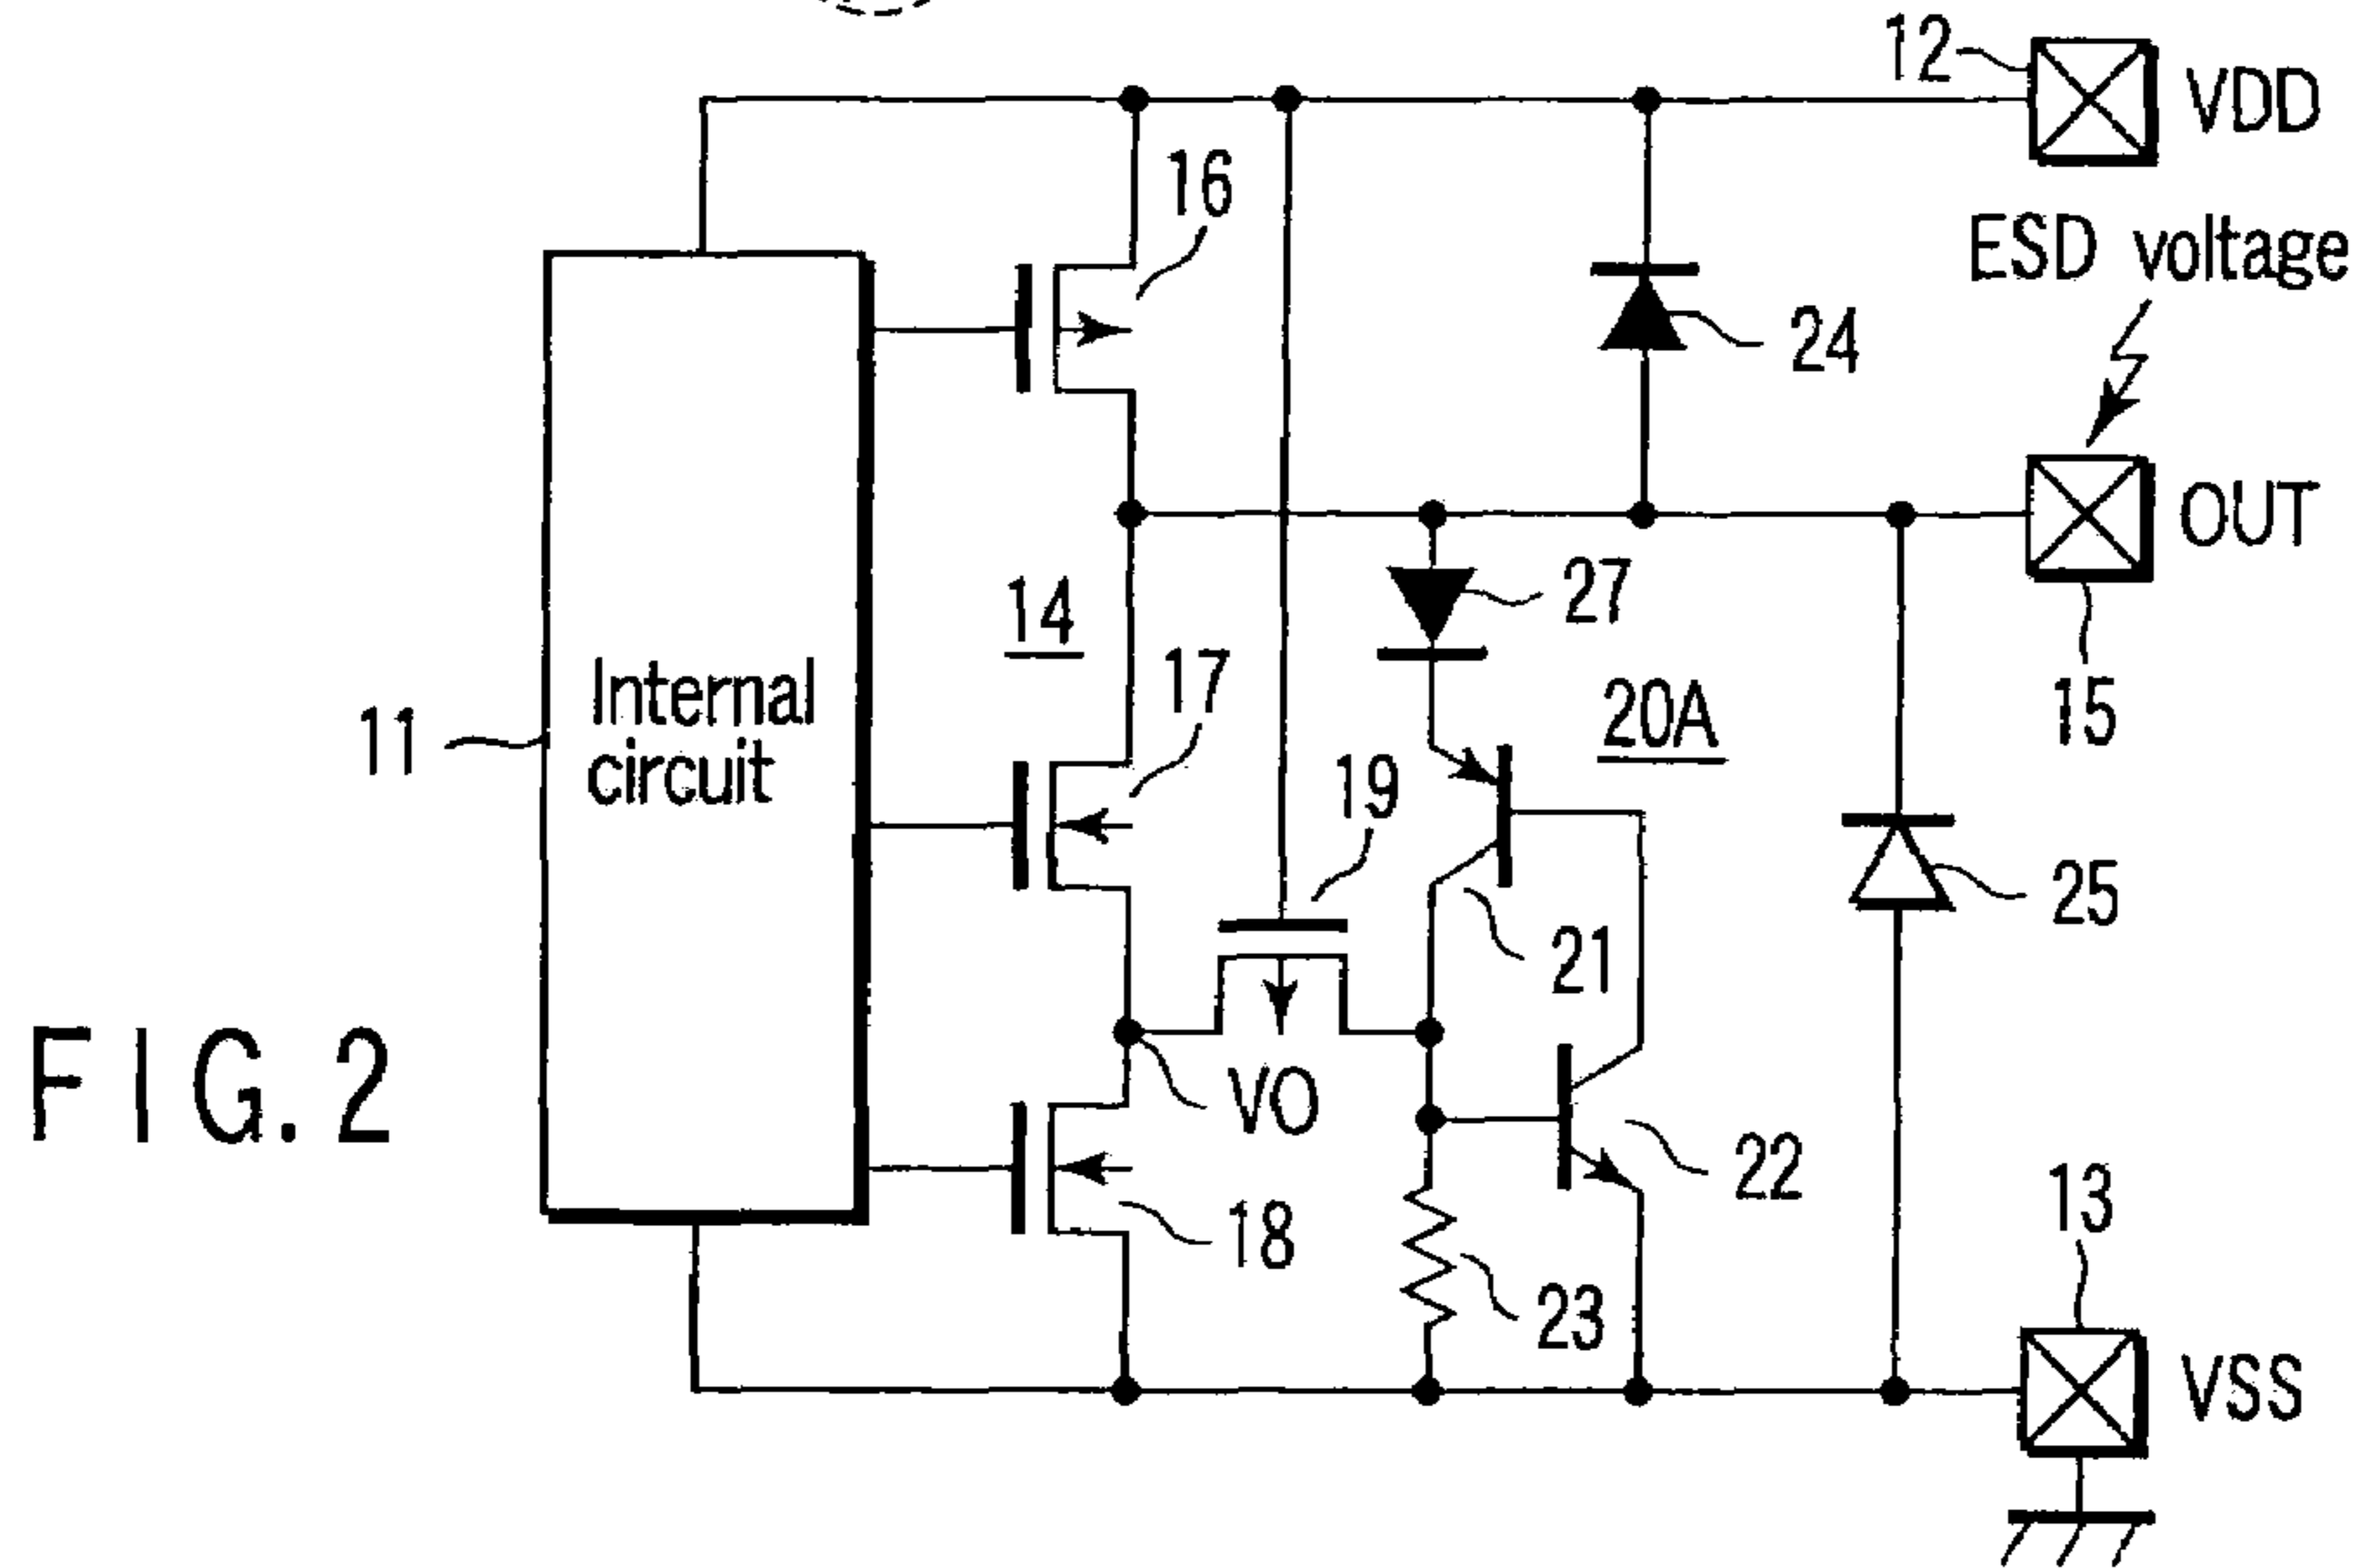 12
VDD
16
ESD voltage
24
OUT
27
14
17
20A
15
11
Internal
circuit
19
25
21
FIG. 2
VO
22
13
18
23
VSS